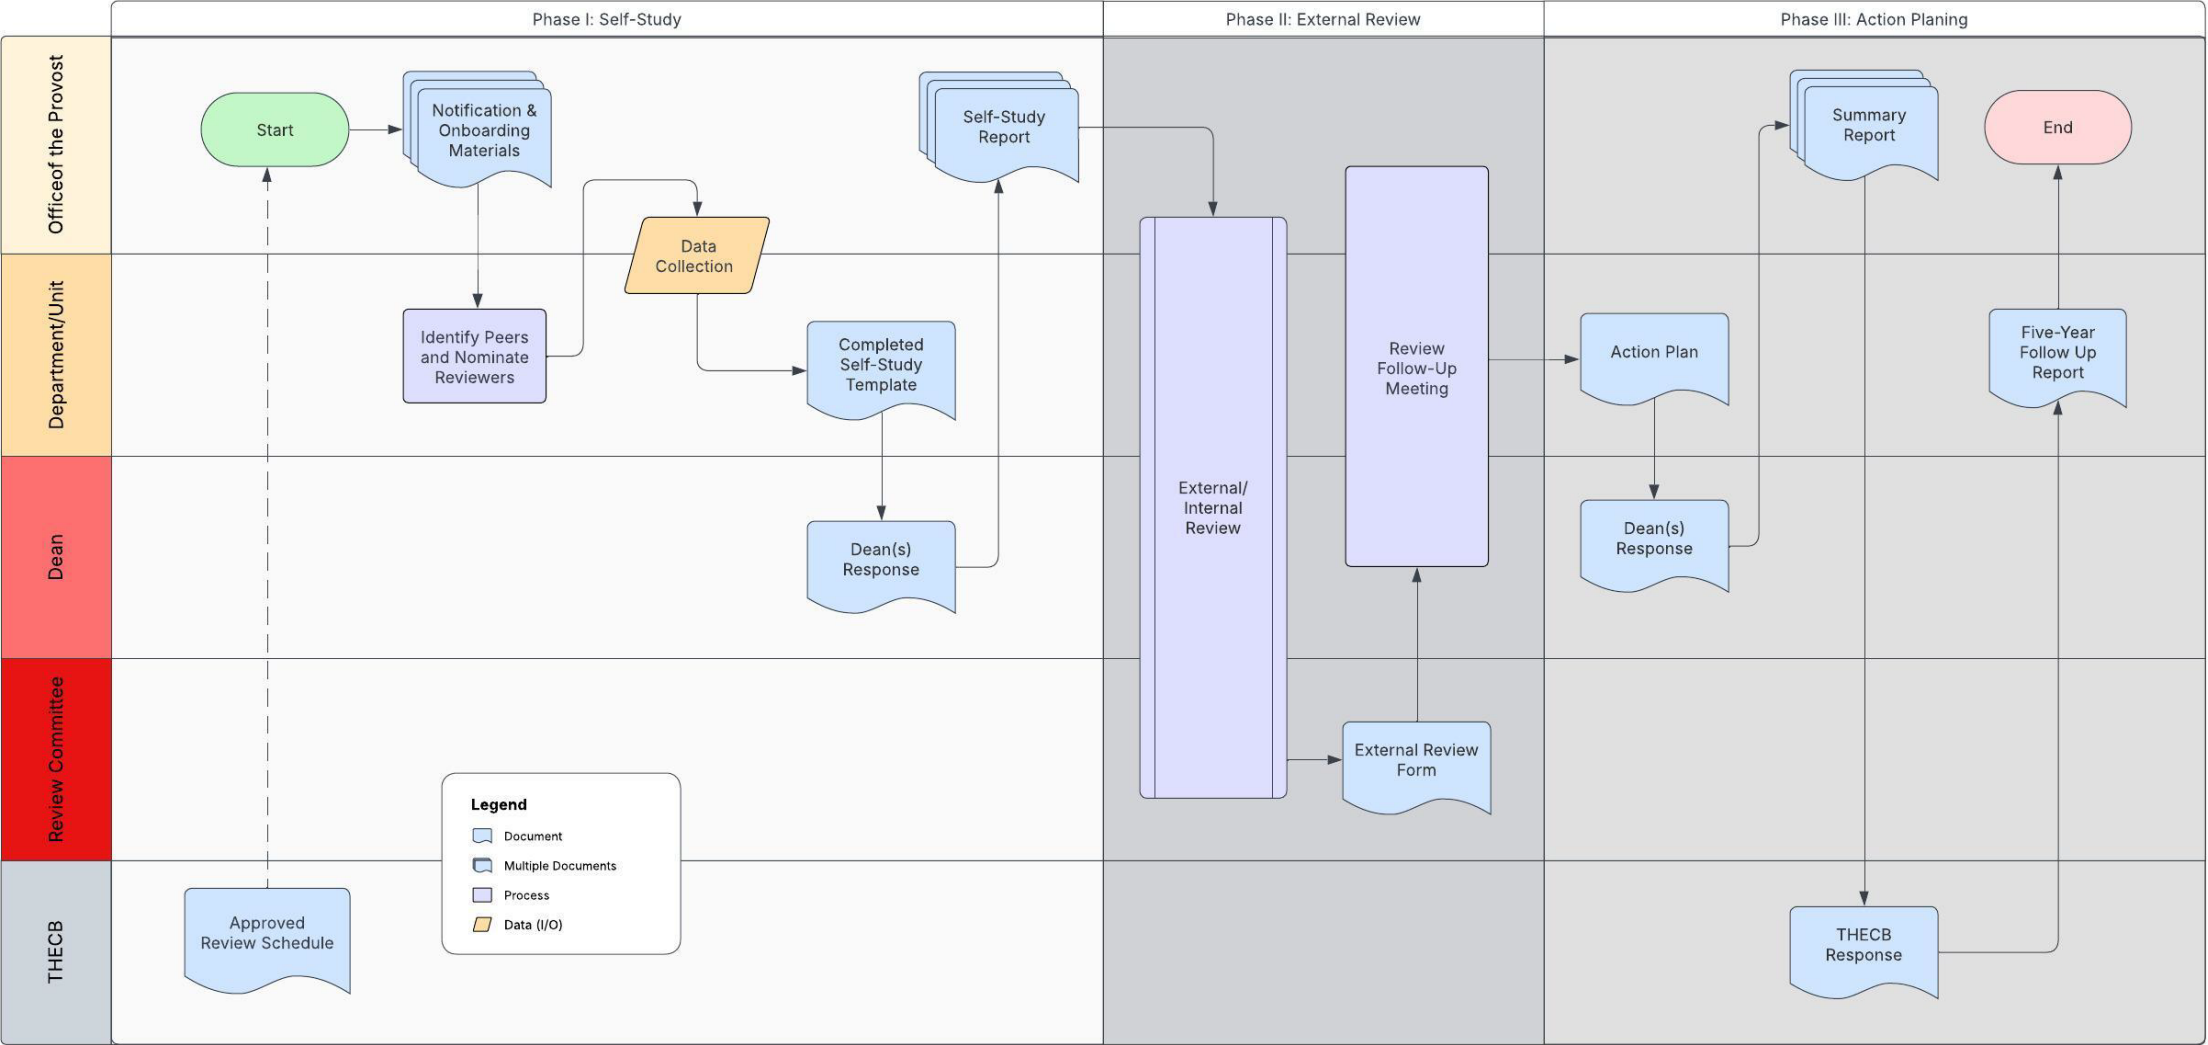 Phase I: Self-Study
Phase II: External Review
Phase III: Action Planing
Officeof the Provost
Start
Notification &
Onboarding
Materials
Self-Study
Report
Summary
Report
End
Data
Collection
Department/Unit
Identify Peers
and Nominate
Reviewers
Completed
Self-Study
Template
Review
Follow-Up
Meeting
Action Plan
Five-Year
Follow Up
Report
Dean
Dean(s)
Response
External/
Internal
Review
Dean(s)
Response
Review Committee
External Review
Form
Legend
Document
Multiple Documents
Process
Data (I/O)
THECB
Approved
Review Schedule
THECB
Response